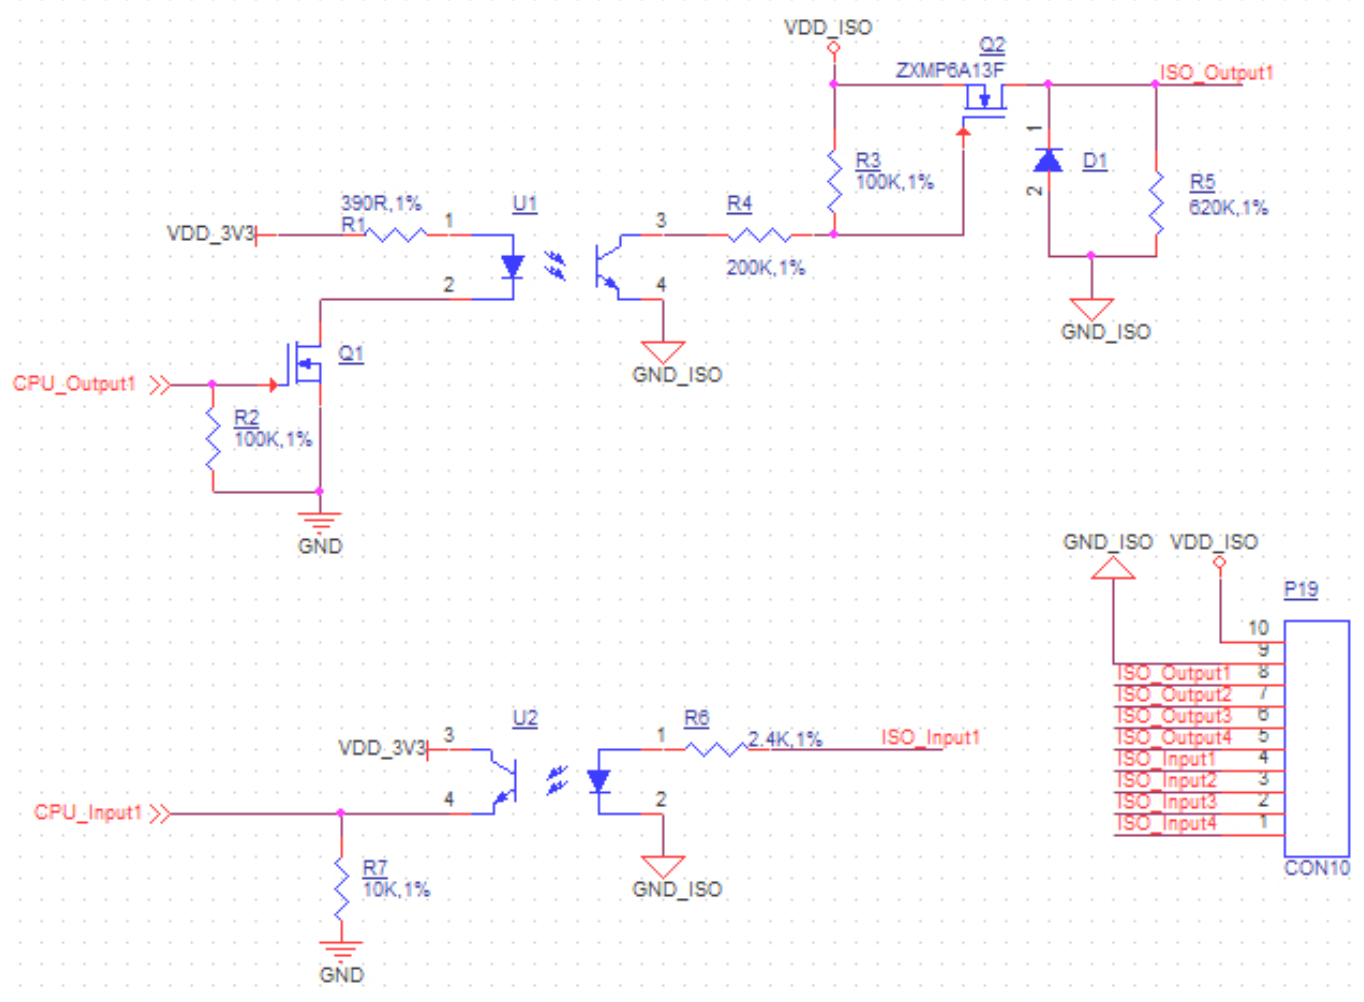 VDD_ISO
Q2
ZXMP6A13F
ISO_Output1
1
R3
100K,1%
D1
2
R5
620K,1%
390R,1%
R1
VDD_3V3
1
U1
3
R4
200K,1%
2
4
GND_ISO
GND_ISO
Q1
CPU_Output1
R2
100K,1%
GND
GND_ISO
VDD_ISO
P19
10
9
ISO_Output1
8
ISO_Output2
7
ISO_Output3
6
ISO_Output4
5
ISO_Input1
4
ISO_Input2
3
ISO_Input3
2
ISO_Input4
1
CON10
U2
VDD_3V3
3
1
R6
2.4K,1%
ISO_Input1
4
2
CPU_Input1
R7
10K,1%
GND_ISO
GND